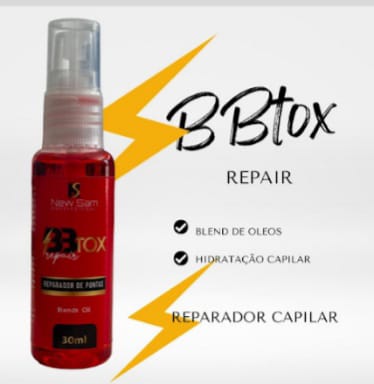 New Sam
PROFESSIONAL
BBTOX
repair
REPARADOR DE PONTAS
Blends Oil
30ml
BBtox
REPAIR
BLEND DE OLEOS
HIDRATAÇÃO CAPILAR
REPARADOR CAPILAR